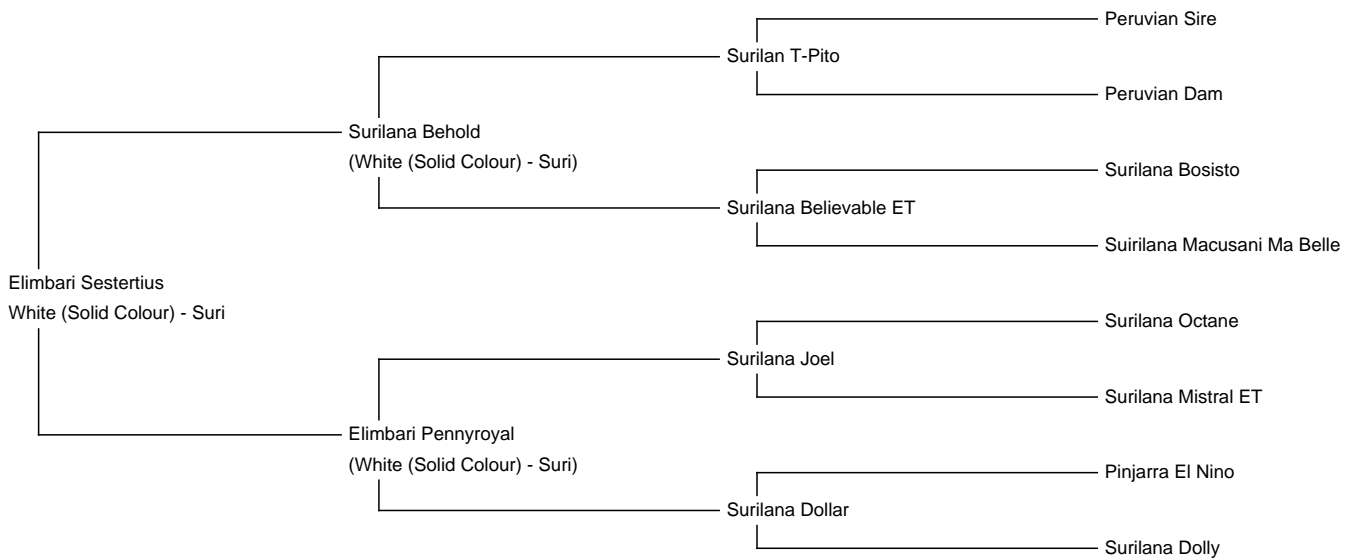 Peruvian Sire
Surilan T-Pito
Peruvian Dam
Surilana Behold
(White (Solid Colour) - Suri)
Surilana Bosisto
Surilana Believable ET
Suirilana Macusani Ma Belle
Elimbari Sestertius
White (Solid Colour) - Suri
Surilana Octane
Surilana Joel
Surilana Mistral ET
Elimbari Pennyroyal
(White (Solid Colour) - Suri)
Pinjarra El Nino
Surilana Dollar
Surilana Dolly